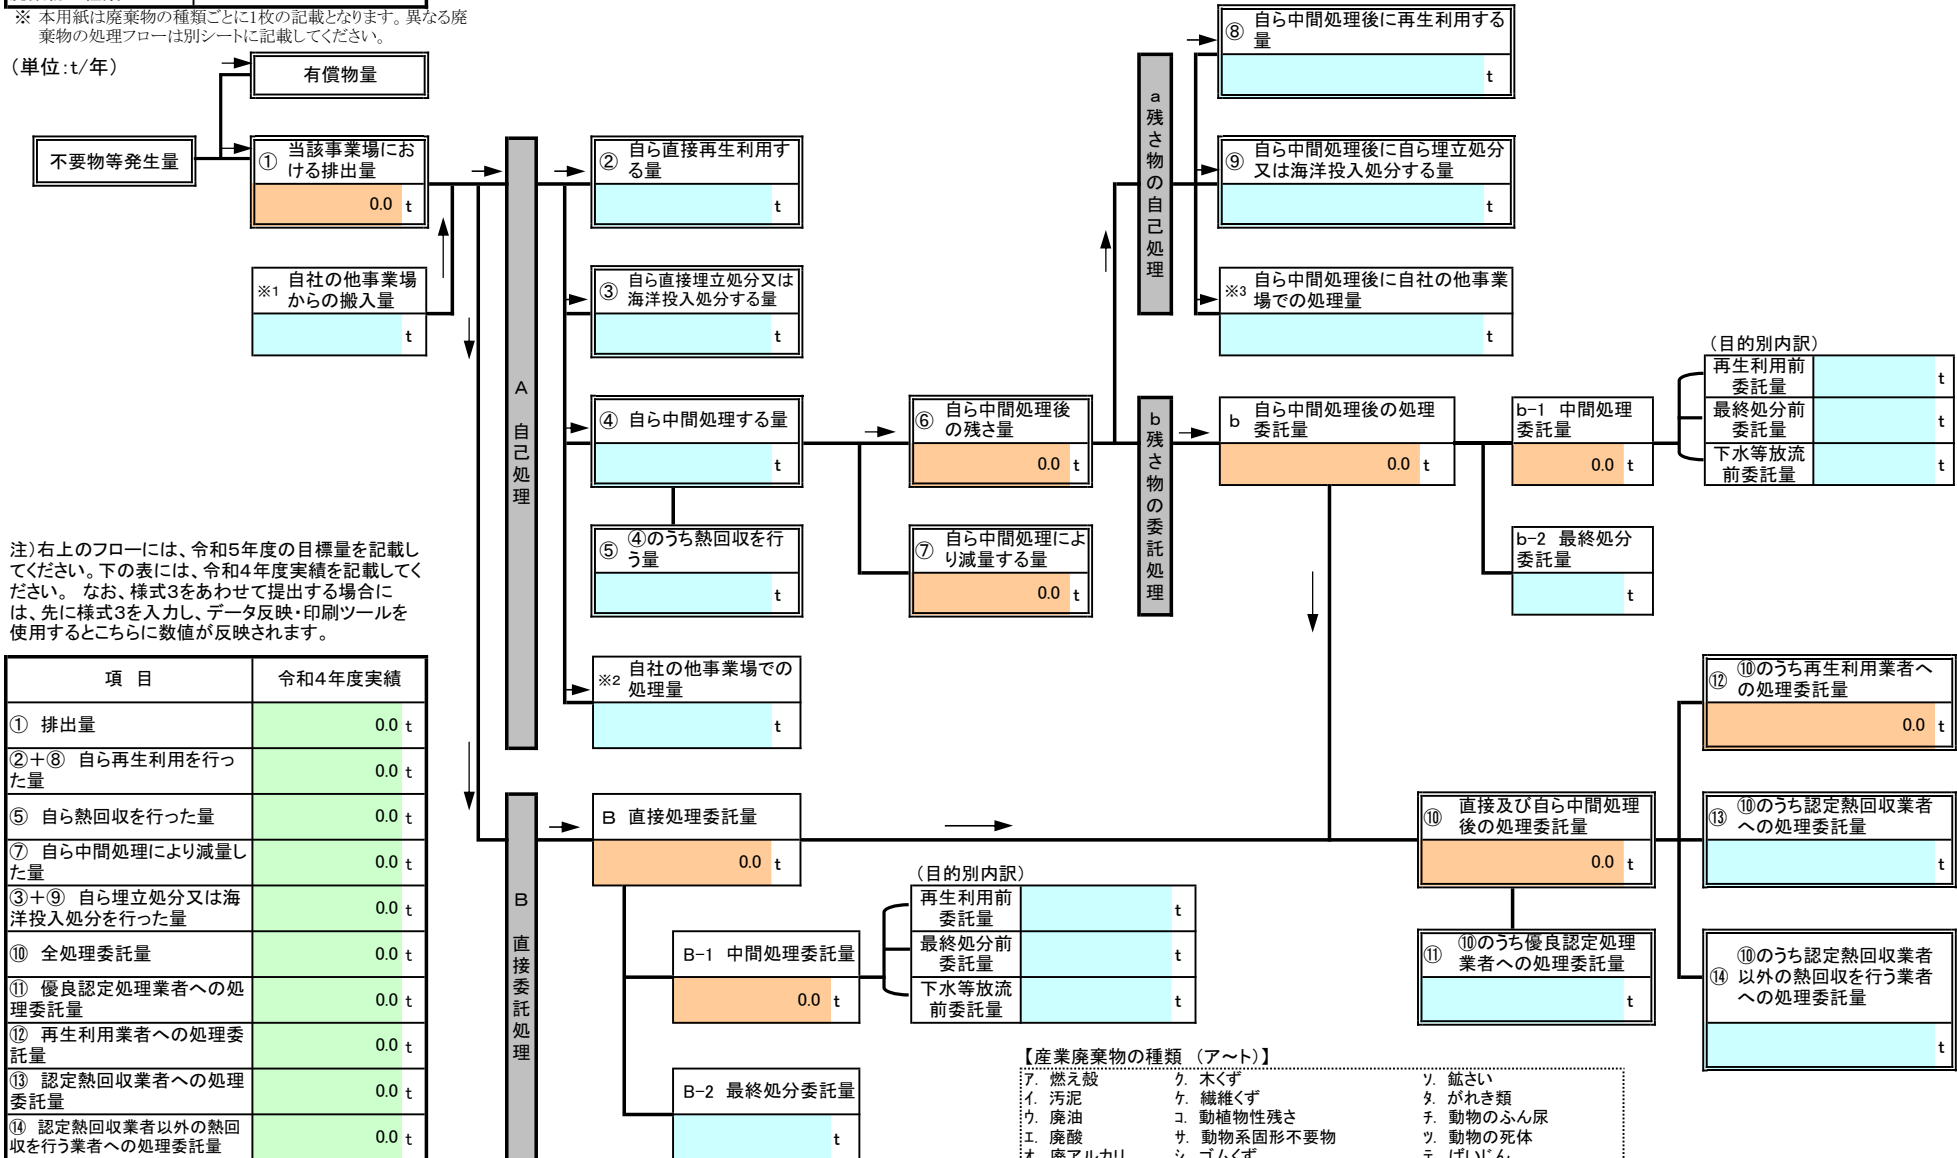 ※ 本用紙は廃棄物の種類ごとに1枚の記載となります。異なる廃
棄物の処理フローは別シートに記載してください。
(単位:t/年)
有償物量
不要物等発生量
① 当該事業場にお
ける排出量
0.0 t
※1 自社の他事業場
からの搬入量
t
A 自己処理
② 自ら直接再生利用す
る量
t
③ 自ら直接埋立処分又は
海洋投入処分する量
t
④ 自ら中間処理する量
t
⑤ ④のうち熱回収を行
う量
t
※2 自社の他事業場での
処理量
t
⑥ 自ら中間処理後
の残さ量
0.0 t
⑦ 自ら中間処理によ
り減量する量
0.0 t
a 残さ物の自己処理
⑧ 自ら中間処理後に再生利用する
量
t
⑨ 自ら中間処理後に自ら埋立処分
又は海洋投入処分する量
t
※3 自ら中間処理後に自社の他事業
場での処理量
t
b 残さ物の委託処理
b 自ら中間処理後の処理
委託量
0.0 t
b-1 中間処理
委託量
0.0 t
(目的別内訳)
再生利用前
委託量
t
最終処分前
委託量
t
下水等放流
前委託量
t
b-2 最終処分
委託量
t
注)右上のフローには、令和5年度の目標量を記載し
てください。下の表には、令和4年度実績を記載してく
ださい。 なお、様式3をあわせて提出する場合に
は、先に様式3を入力し、データ反映・印刷ツールを
使用するとこちらに数値が反映されます。
項 目 令和4年度実績
① 排出量 0.0 t
②+⑧ 自ら再生利用を行っ
た量 0.0 t
⑤ 自ら熱回収を行った量 0.0 t
⑦ 自ら中間処理により減量し
た量 0.0 t
③+⑨ 自ら埋立処分又は海
洋投入処分を行った量 0.0 t
⑩ 全処理委託量 0.0 t
⑪ 優良認定処理業者への処
理委託量 0.0 t
⑫ 再生利用業者への処理委
託量 0.0 t
⑬ 認定熱回収業者への処理
委託量 0.0 t
⑭ 認定熱回収業者以外の熱回
収を行う業者への処理委託量 0.0 t
B 直接委託処理
B 直接処理委託量
0.0 t
B-1 中間処理委託量
0.0 t
(目的別内訳)
再生利用前
委託量
t
最終処分前
委託量
t
下水等放流
前委託量
t
B-2 最終処分委託量
t
⑩ 直接及び自ら中間処理
後の処理委託量
0.0 t
⑪ ⑩のうち優良認定処理
業者への処理委託量
t
⑫ ⑩のうち再生利用業者へ
の処理委託量
0.0 t
⑬ ⑩のうち認定熱回収業者
への処理委託量
t
⑭ ⑩のうち認定熱回収業者
以外の熱回収を行う業者
への処理委託量
t
【産業廃棄物の種類 (ア~ト)】
ア. 燃え殻 ク. 木くず ソ. 鉱さい
イ. 汚泥 ケ. 繊維くず タ. がれき類
ウ. 廃油 コ. 動植物性残さ チ. 動物のふん尿
エ. 廃酸 サ. 動物系固形不要物 ツ. 動物の死体
オ. 廃アルカリ シ. ゴムくず テ. ばいじん